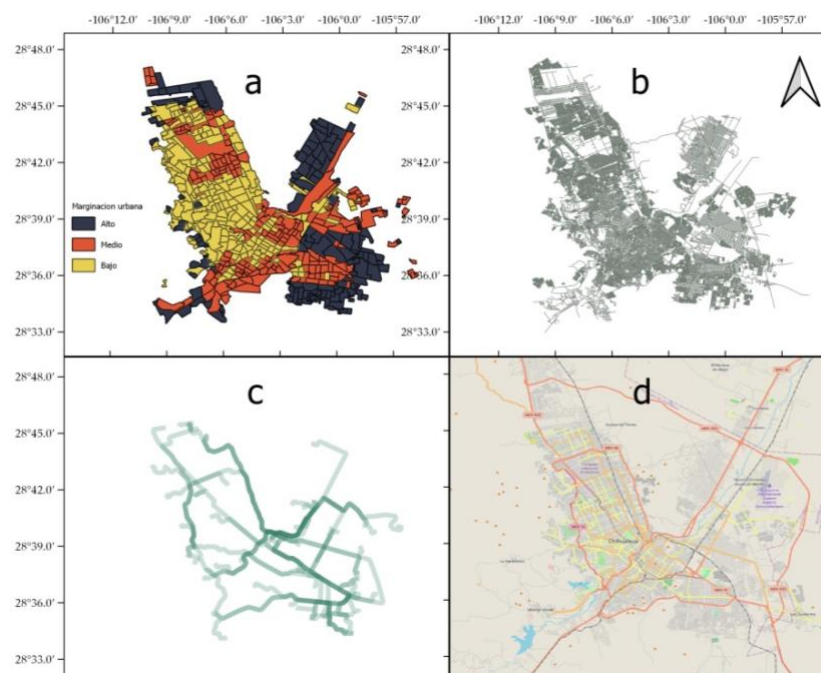 -106°12.0′ -106°9.0′ -106°6.0′ -106°3.0′ -106°0.0′ -105°57.0′ -106°12.0′ -106°9.0′ -106°6.0′ -106°3.0′ -106°0.0′ -105°57.0′
28°48.0′ 28°48.0′
a
b
28°45.0′ 28°45.0′
28°42.0′ 28°42.0′
Marginacion urbana
Alto
28°39.0′ 28°39.0′
Medio
Bajo
28°36.0′ 28°36.0′
28°33.0′ 28°33.0′
28°48.0′
c
d
28°45.0′
28°42.0′
28°39.0′
Chihuahua
28°36.0′
28°33.0′